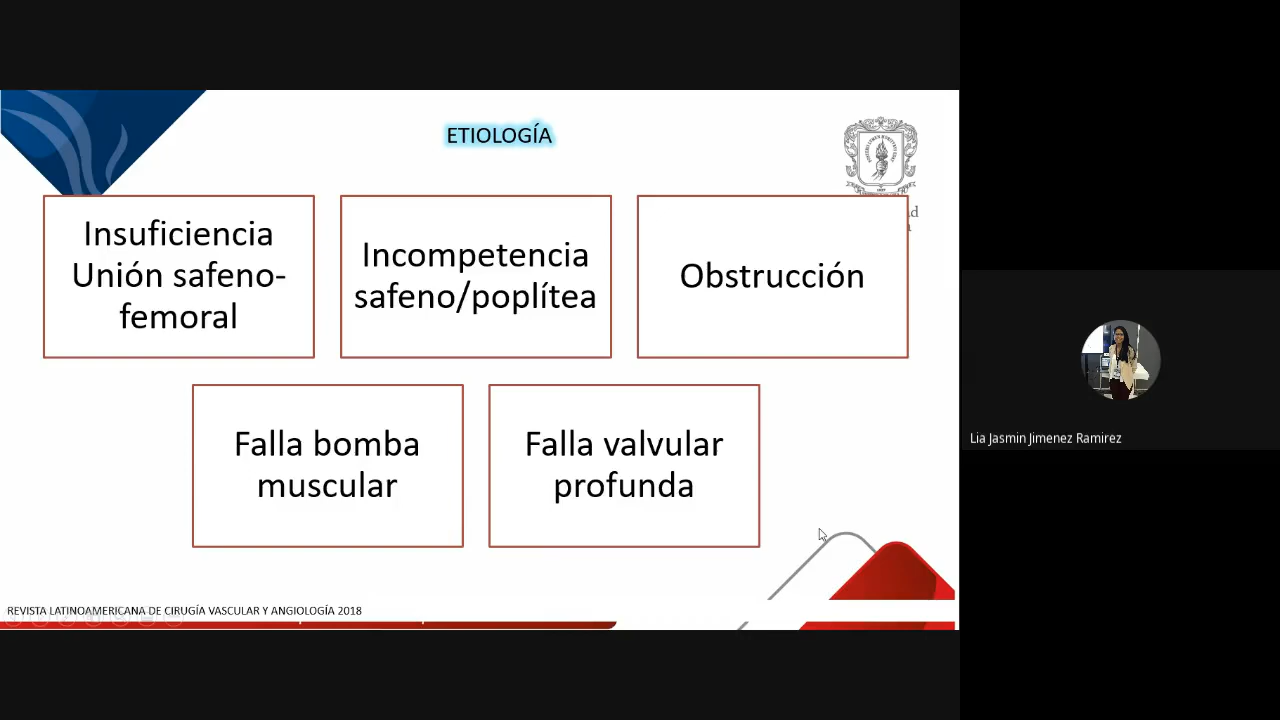 ETIOLOGÍA
Insuficiencia
Unión safeno-
femoral
Incompetencia
safeno/poplítea
Obstrucción
Falla bomba
muscular
Falla valvular
profunda
REVISTA LATINOAMERICANA DE CIRUGÍA VASCULAR Y ANGIOLOGÍA 2018
Lia Jasmin Jimenez Ramirez